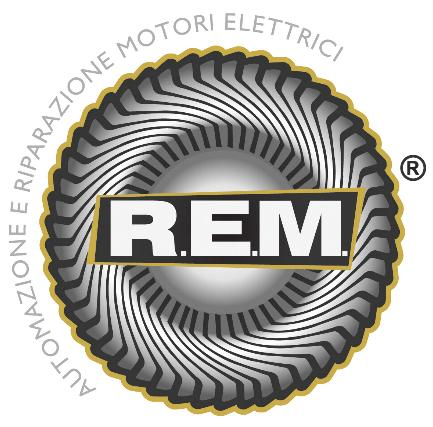 AUTOMAZIONE E RIPARAZIONE MOTORI ELETTRICI
R.E.M.
®